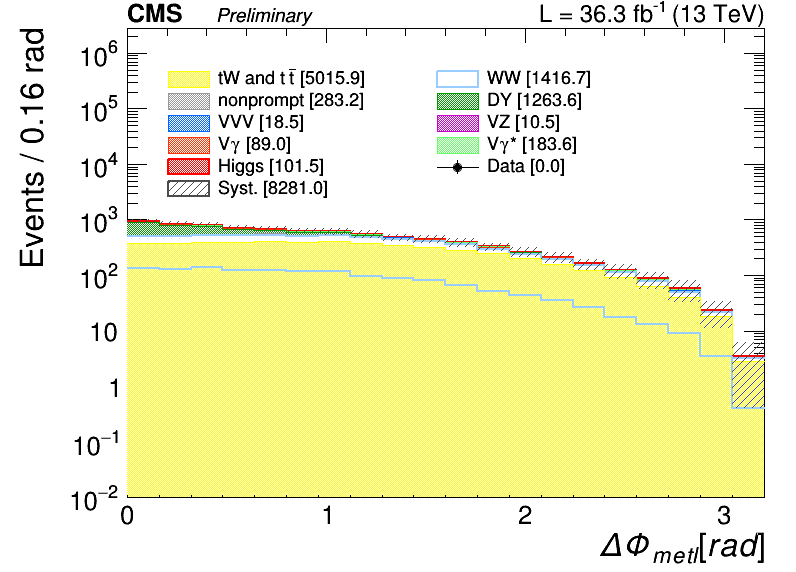 CMS Preliminary L = 36.3 fb⁻¹ (13 TeV)
Events / 0.16 rad
10⁶
10⁵
10⁴
10³
10²
10
1
10⁻¹
10⁻²
tW and t t̄ [5015.9]
nonprompt [283.2]
VVV [18.5]
Vγ [89.0]
Higgs [101.5]
Syst. [8281.0]
WW [1416.7]
DY [1263.6]
VZ [10.5]
Vγ* [183.6]
Data [0.0]
0 1 2 3
ΔΦ metl [rad]